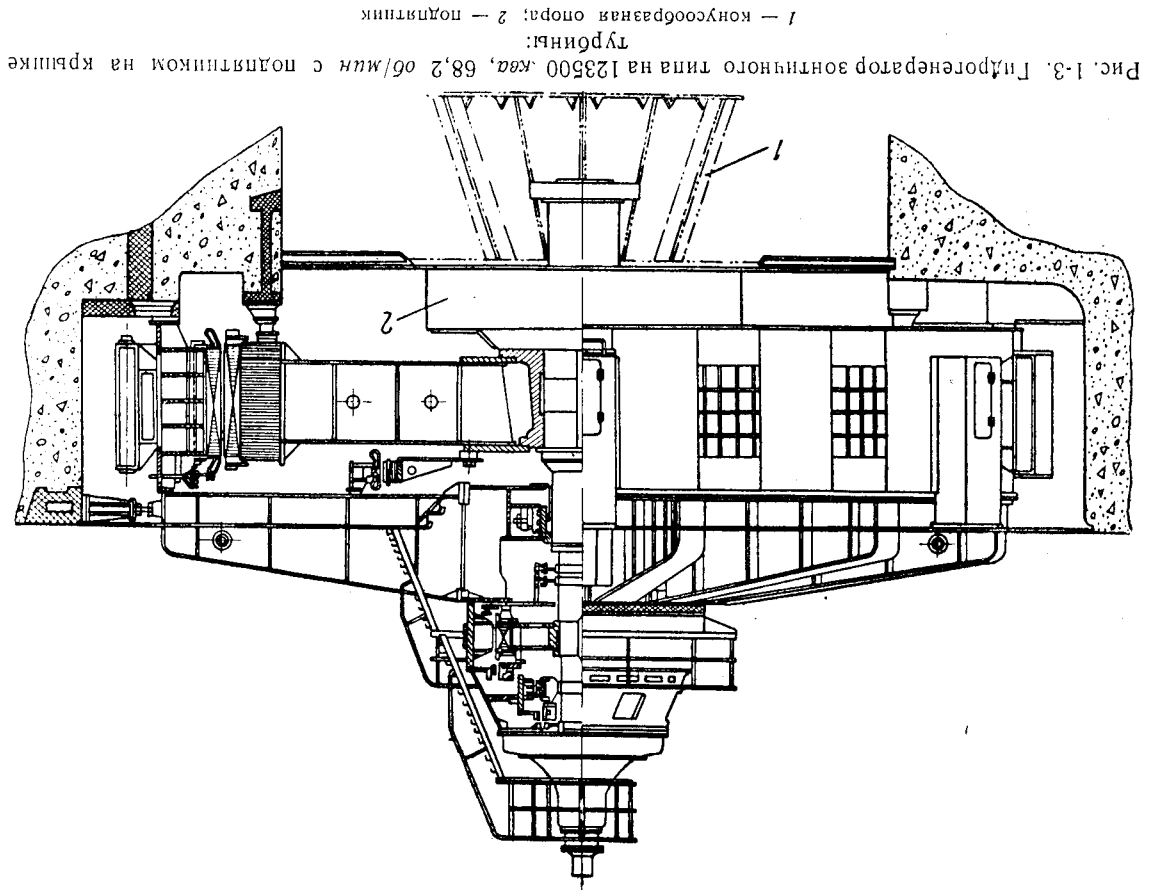 Рис. 1-3. Гидрогенератор зонтичного типа на 123500 ква, 68,2 об/мин с подпятником на крышке
турбины:
1 — конусообразная опора; 2 — подпятник
1
2